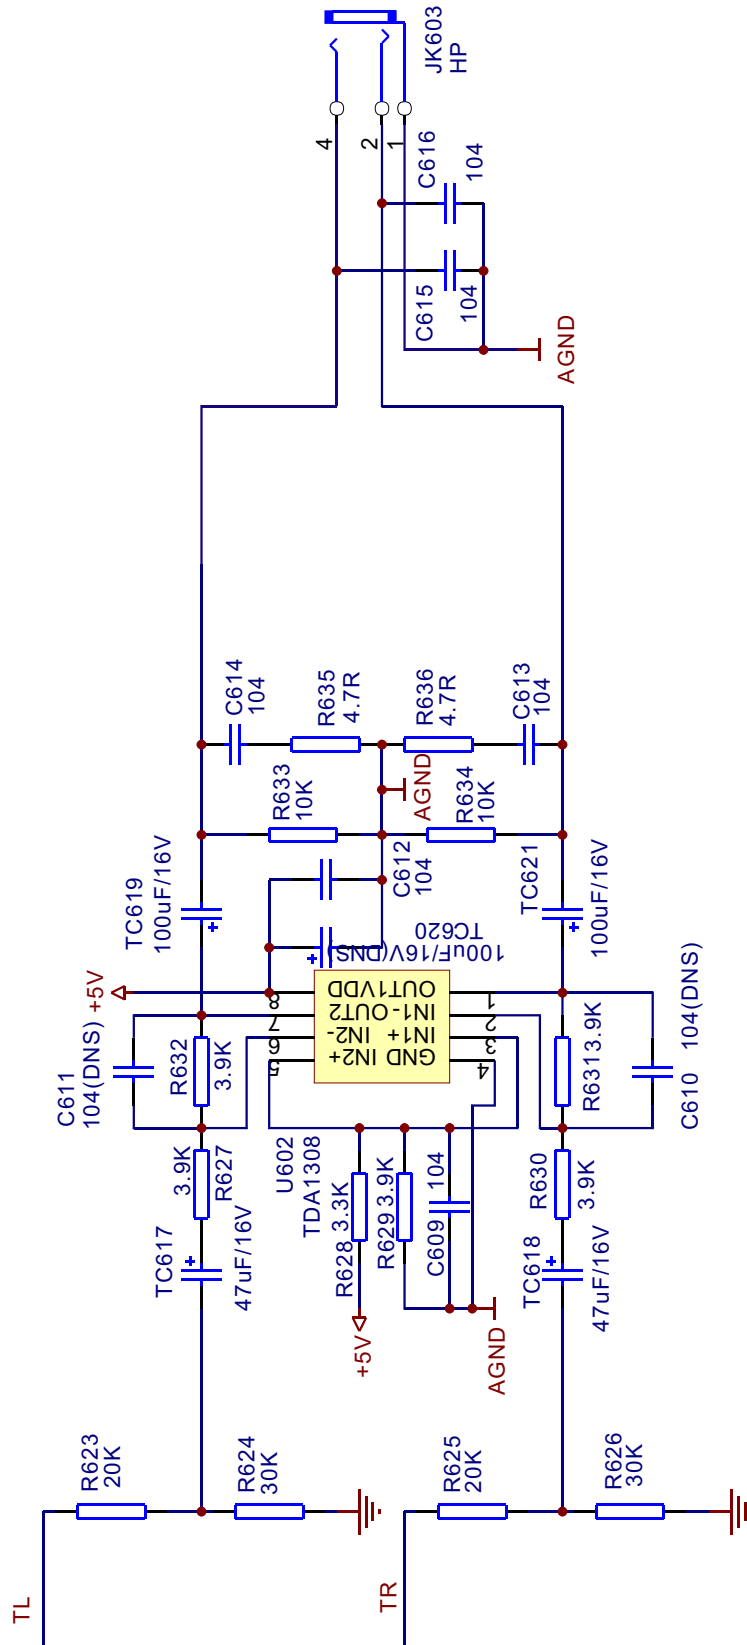 JK603
HP
4
2
1
C616
104
C615
104
AGND
C614
104
R635
4.7R
R636
4.7R
C613
104
R633
10K
AGND
R634
10K
TC619
100uF/16V
C612
104
TC621
100uF/16V
TC620
100uF/16V(DNS)
+5V
OUT1VDD
IN1-OUT2
IN1+ IN2-
GND IN2+
8
7
6
5
1
2
3
4
C611
104(DNS)
R632
3.9K
R631
3.9K
C610
104(DNS)
3.9K
R627
U602
TDA1308
R628
3.3K
R629
3.9K
C609
104
R630
3.9K
TC617
47uF/16V
TC618
47uF/16V
+5V
AGND
R623
20K
R624
30K
R625
20K
R626
30K
TL
TR